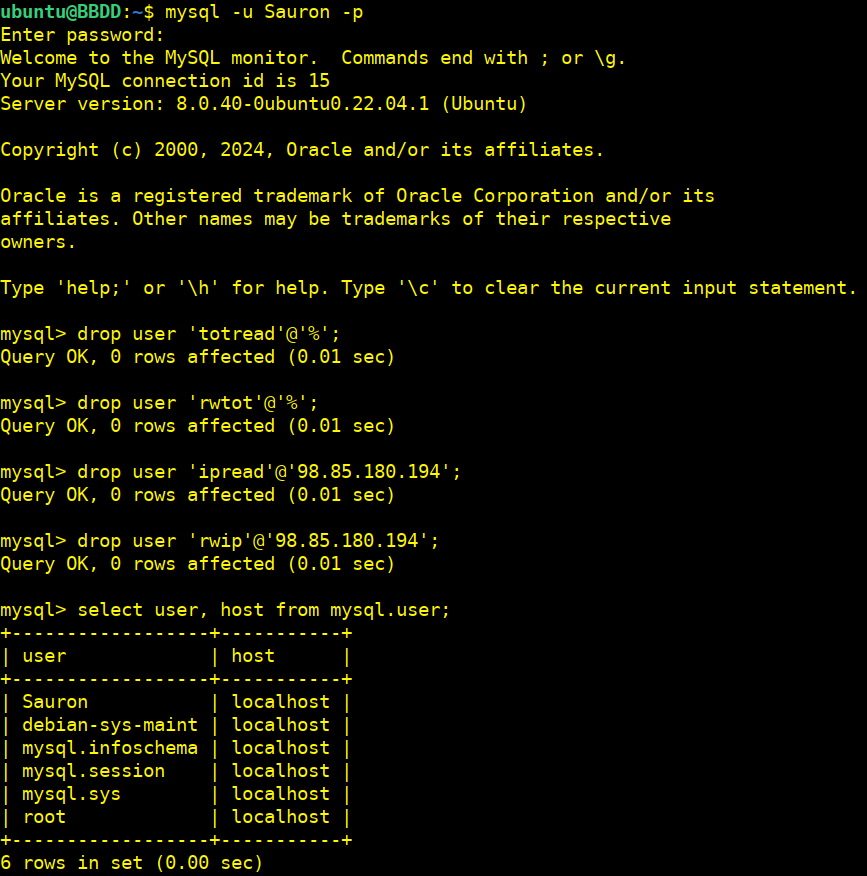 ubuntu@BBDD:~$ mysql -u Sauron -p
Enter password:
Welcome to the MySQL monitor.  Commands end with ; or \g.
Your MySQL connection id is 15
Server version: 8.0.40-0ubuntu0.22.04.1 (Ubuntu)

Copyright (c) 2000, 2024, Oracle and/or its affiliates.

Oracle is a registered trademark of Oracle Corporation and/or its
affiliates. Other names may be trademarks of their respective
owners.

Type 'help;' or '\h' for help. Type '\c' to clear the current input statement.

mysql> drop user 'totread'@'%';
Query OK, 0 rows affected (0.01 sec)

mysql> drop user 'rwtot'@'%';
Query OK, 0 rows affected (0.01 sec)

mysql> drop user 'ipread'@'98.85.180.194';
Query OK, 0 rows affected (0.01 sec)

mysql> drop user 'rwip'@'98.85.180.194';
Query OK, 0 rows affected (0.01 sec)

mysql> select user, host from mysql.user;
+------------------+-----------+
| user             | host      |
+------------------+-----------+
| Sauron           | localhost |
| debian-sys-maint | localhost |
| mysql.infoschema | localhost |
| mysql.session    | localhost |
| mysql.sys        | localhost |
| root             | localhost |
+------------------+-----------+
6 rows in set (0.00 sec)